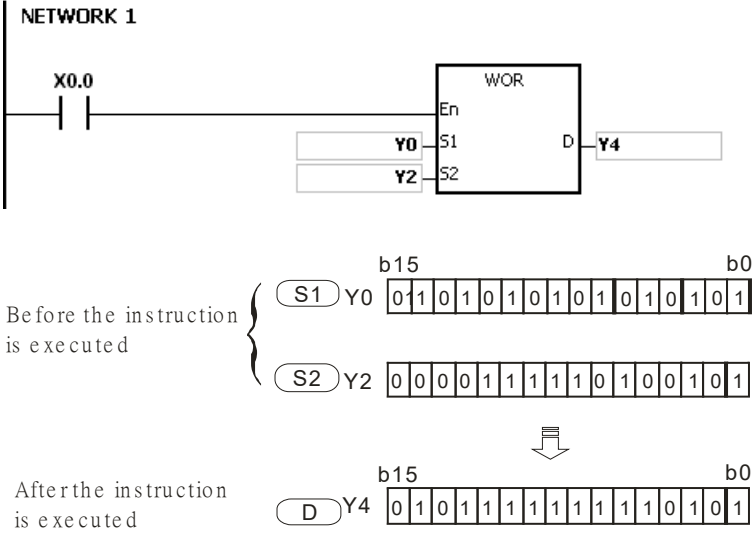 NETWORK 1
X0.0
WOR
En
Y0 S1 D Y4
Y2 S2
b15 b0
S1 Y0 0 1 1 0 1 0 1 0 1 0 1 0 1 0 1 0 1
Before the instruction
is executed
S2 Y2 0 0 0 0 1 1 1 1 1 0 1 0 0 1 0 1
b15 b0
After the instruction
is executed
D Y4 0 1 0 1 1 1 1 1 1 1 1 1 0 1 0 1